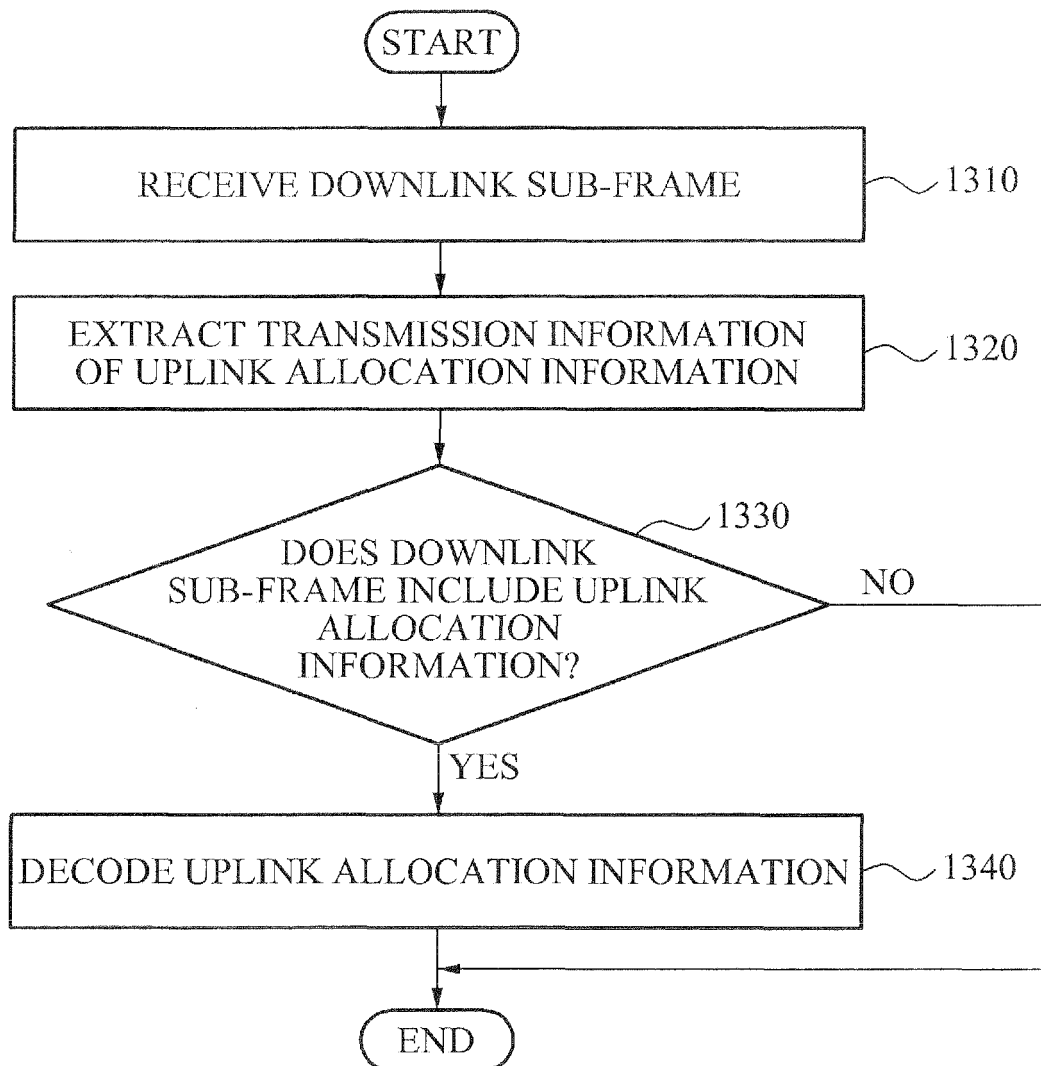 START
RECEIVE DOWNLINK SUB-FRAME
1310
EXTRACT TRANSMISSION INFORMATION
OF UPLINK ALLOCATION INFORMATION
1320
1330
DOES DOWNLINK
SUB-FRAME INCLUDE UPLINK
ALLOCATION
INFORMATION?
NO
YES
DECODE UPLINK ALLOCATION INFORMATION
1340
END